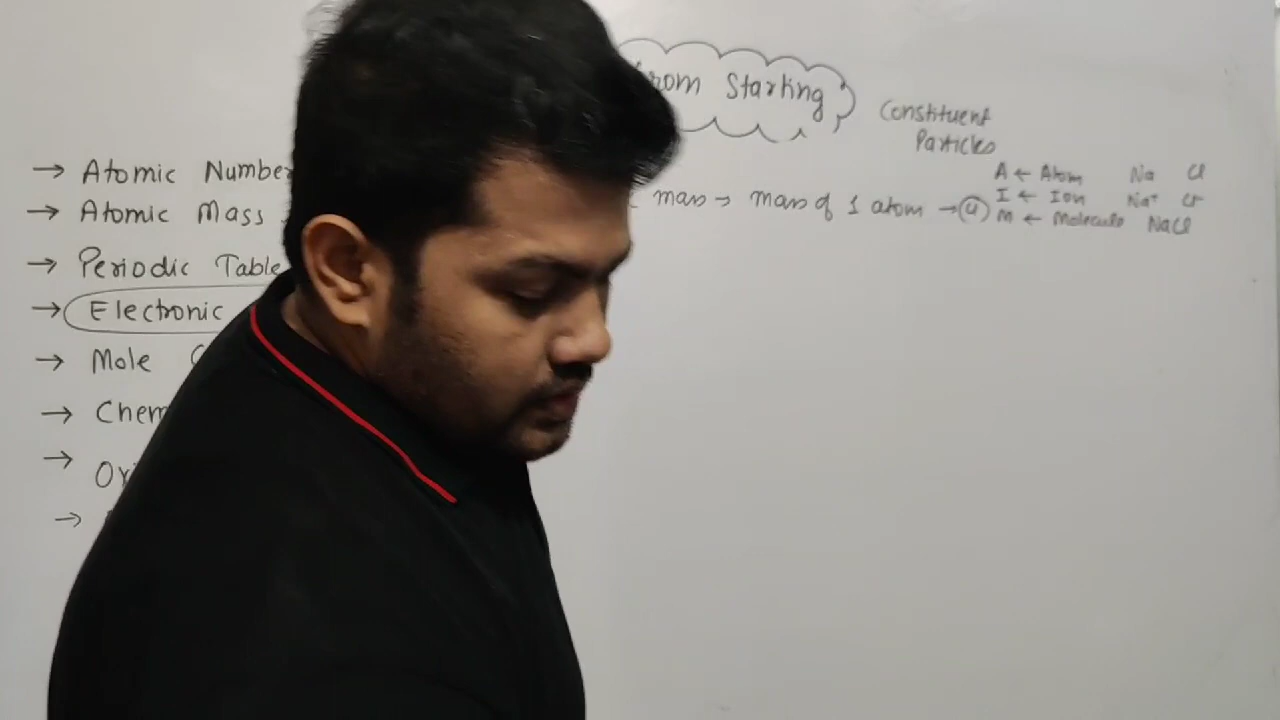 From Starting
Constituent
Particles
→ Atomic Number
→ Atomic Mass
→ Periodic Table
→ Electronic
→ Mole C
→ Chem
→ Or
→
mass → mass of 1 atom → (u)
A ← Atom Na Cl
I ← Ion Na⁺ Cl⁻
M ← Molecule NaCl